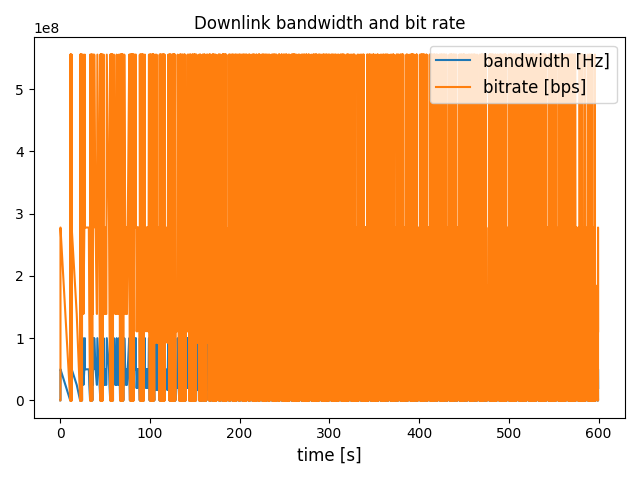 Downlink bandwidth and bit rate
1e8
bandwidth [Hz]
bitrate [bps]
5
4
3
2
1
0
0 100 200 300 400 500 600
time [s]